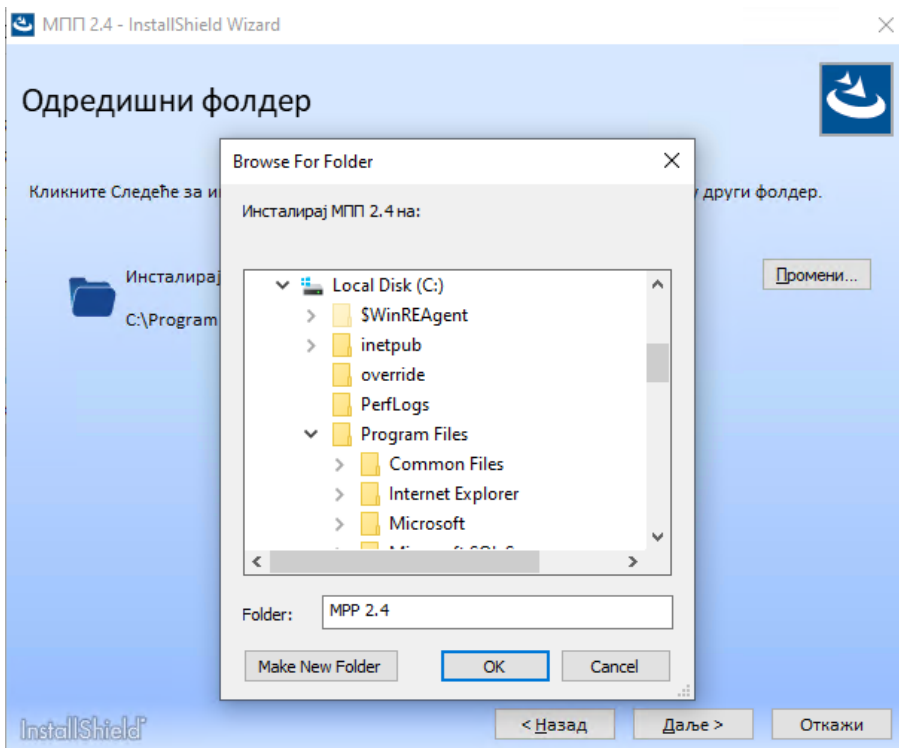 МПП 2.4 - InstallShield Wizard
Одредишни фолдер
Browse For Folder
Кликните Следеће за
други фолдер.
Инсталирај МПП 2.4 на:
Инсталирај
C:\Program
Промени...
Local Disk (C:)
$WinREAgent
inetpub
override
PerfLogs
Program Files
Common Files
Internet Explorer
Microsoft
Folder:
MPP 2.4
Make New Folder
OK
Cancel
InstallShield
< Назад
Даље >
Откажи